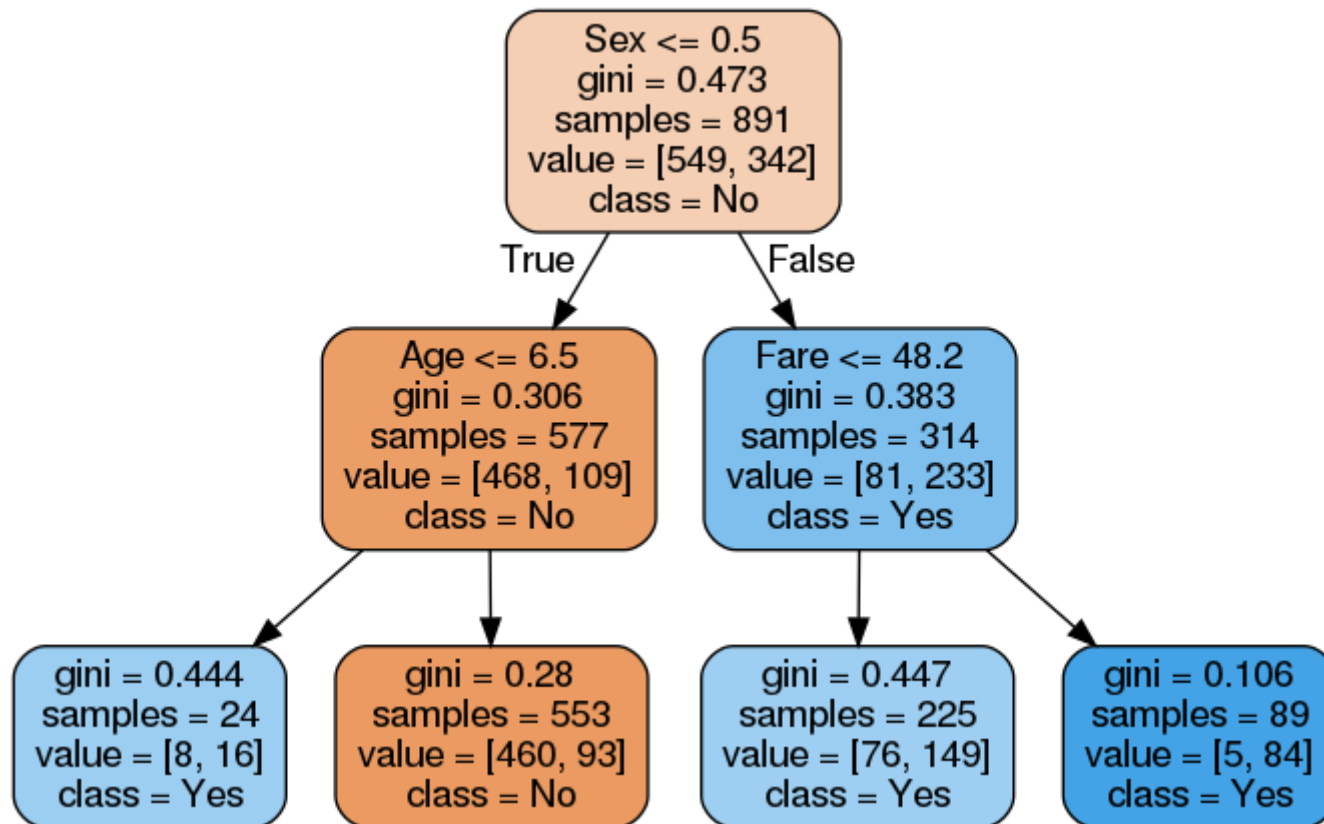 Sex <= 0.5
gini = 0.473
samples = 891
value = [549, 342]
class = No
True
False
Age <= 6.5
gini = 0.306
samples = 577
value = [468, 109]
class = No
Fare <= 48.2
gini = 0.383
samples = 314
value = [81, 233]
class = Yes
gini = 0.444
samples = 24
value = [8, 16]
class = Yes
gini = 0.28
samples = 553
value = [460, 93]
class = No
gini = 0.447
samples = 225
value = [76, 149]
class = Yes
gini = 0.106
samples = 89
value = [5, 84]
class = Yes